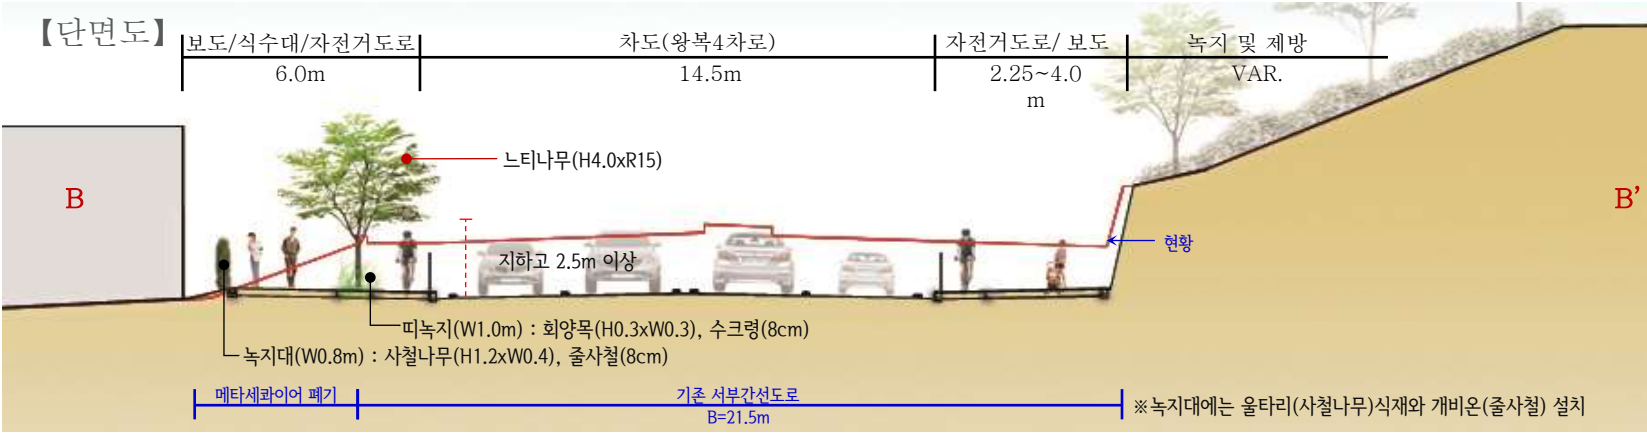 【단면도】
보도/식수대/자전거도로
차도(왕복4차로)
자전거도로/ 보도
녹지 및 제방
6.0m
14.5m
2.25~4.0
m
VAR.
느티나무(H4.0xR15)
B
B’
현황
지하고 2.5m 이상
띠녹지(W1.0m) : 회양목(H0.3xW0.3), 수크령(8cm)
녹지대(W0.8m) : 사철나무(H1.2xW0.4), 줄사철(8cm)
메타세콰이어 폐기
기존 서부간선도로
B=21.5m
※녹지대에는 울타리(사철나무)식재와 개비온(줄사철) 설치